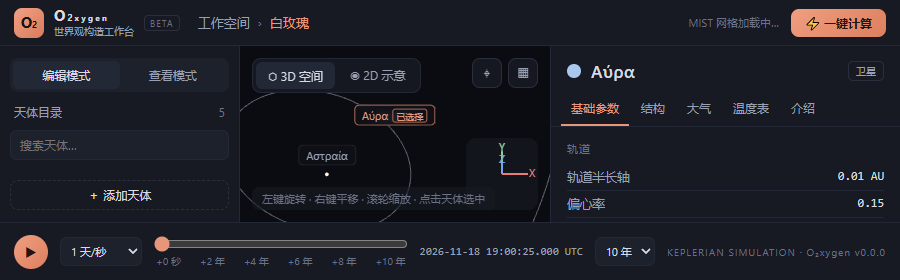 O₂
O₂xygen
世界观构造工作台
BETA
工作空间 › 白玫瑰
MIST 网格加载中...
⚡一键计算
编辑模式 查看模式
天体目录 5
搜索天体...
+ 添加天体
3D 空间 2D 示意
Αύρα 已选择
Αστραία
Y
Z
X
左键旋转 · 右键平移 · 滚轮缩放 · 点击天体选中
Αύρα 卫星
基础参数 结构 大气 温度表 介绍
轨道
轨道半长轴 0.01 AU
偏心率 0.15
1 天/秒
+0 秒 +2 年 +4 年 +6 年 +8 年 +10 年
2026-11-18 19:00:25.000 UTC
10 年
KEPLERIAN SIMULATION · O₂xygen v0.0.0